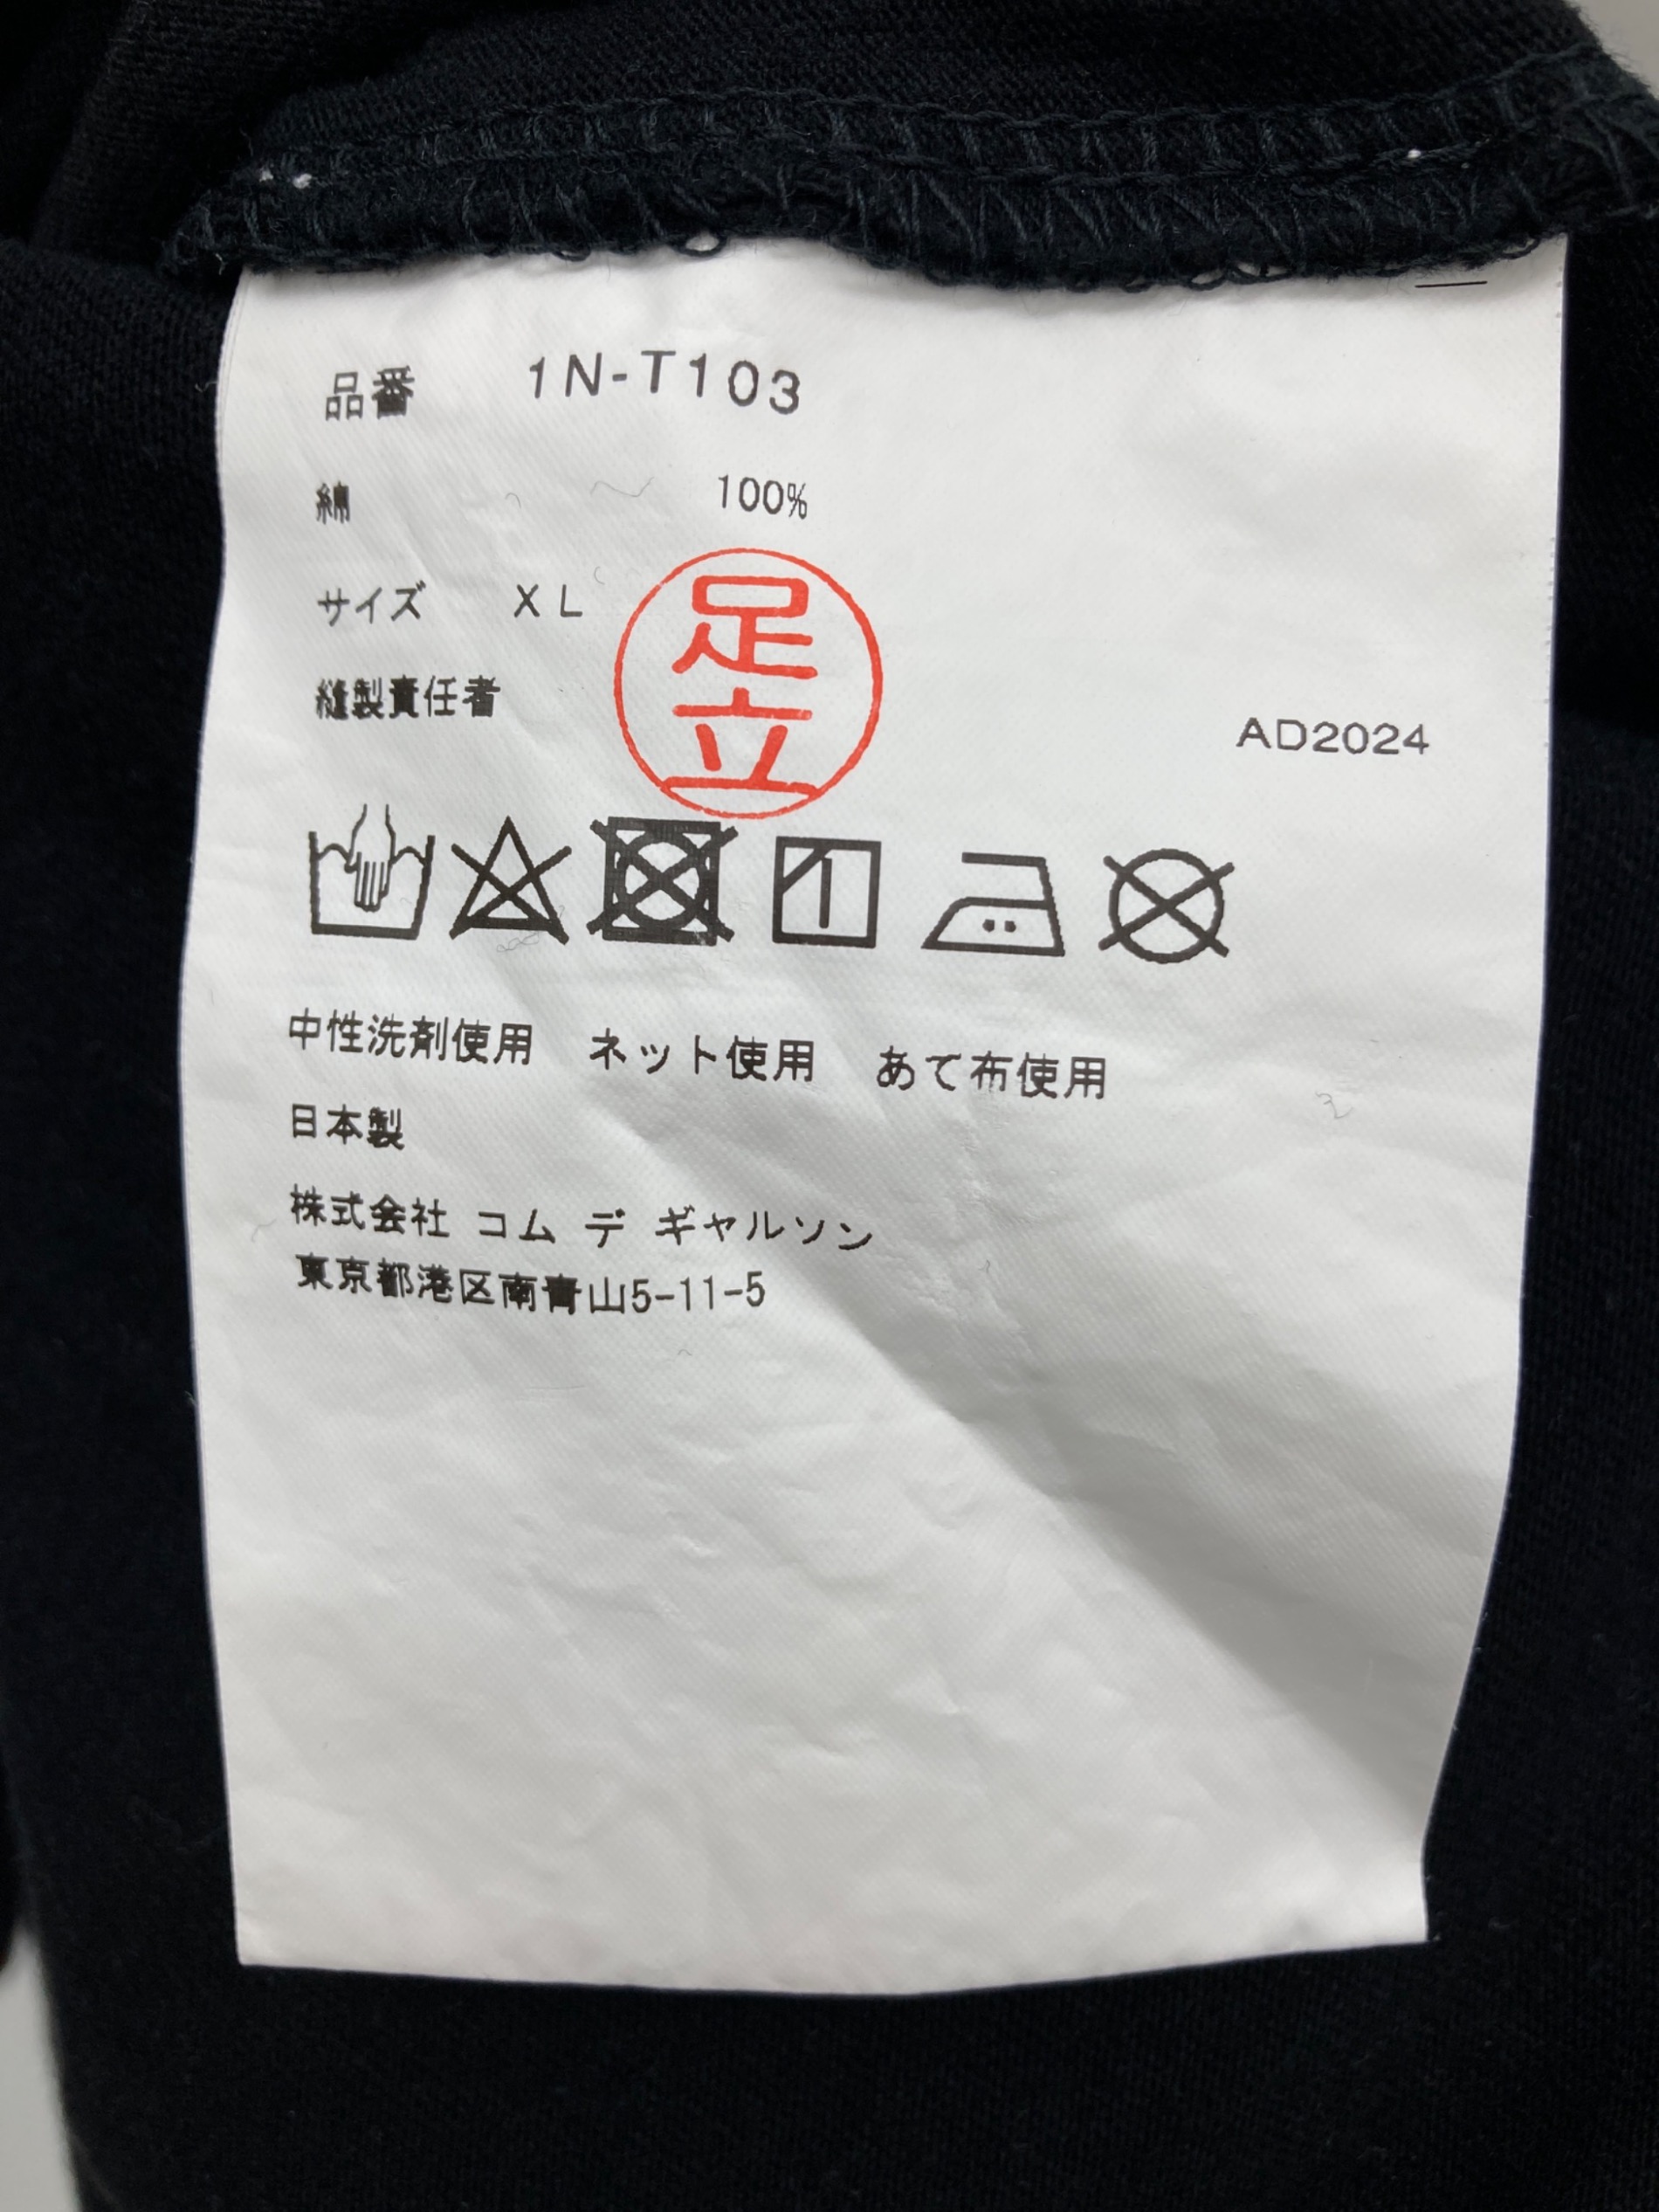 品番 1N-T103
綿 100%
サイズ XL
縫製責任者 足立
AD2024
中性洗剤使用 ネット使用 あて布使用
日本製
株式会社 コム デ ギャルソン
東京都港区南青山5-11-5